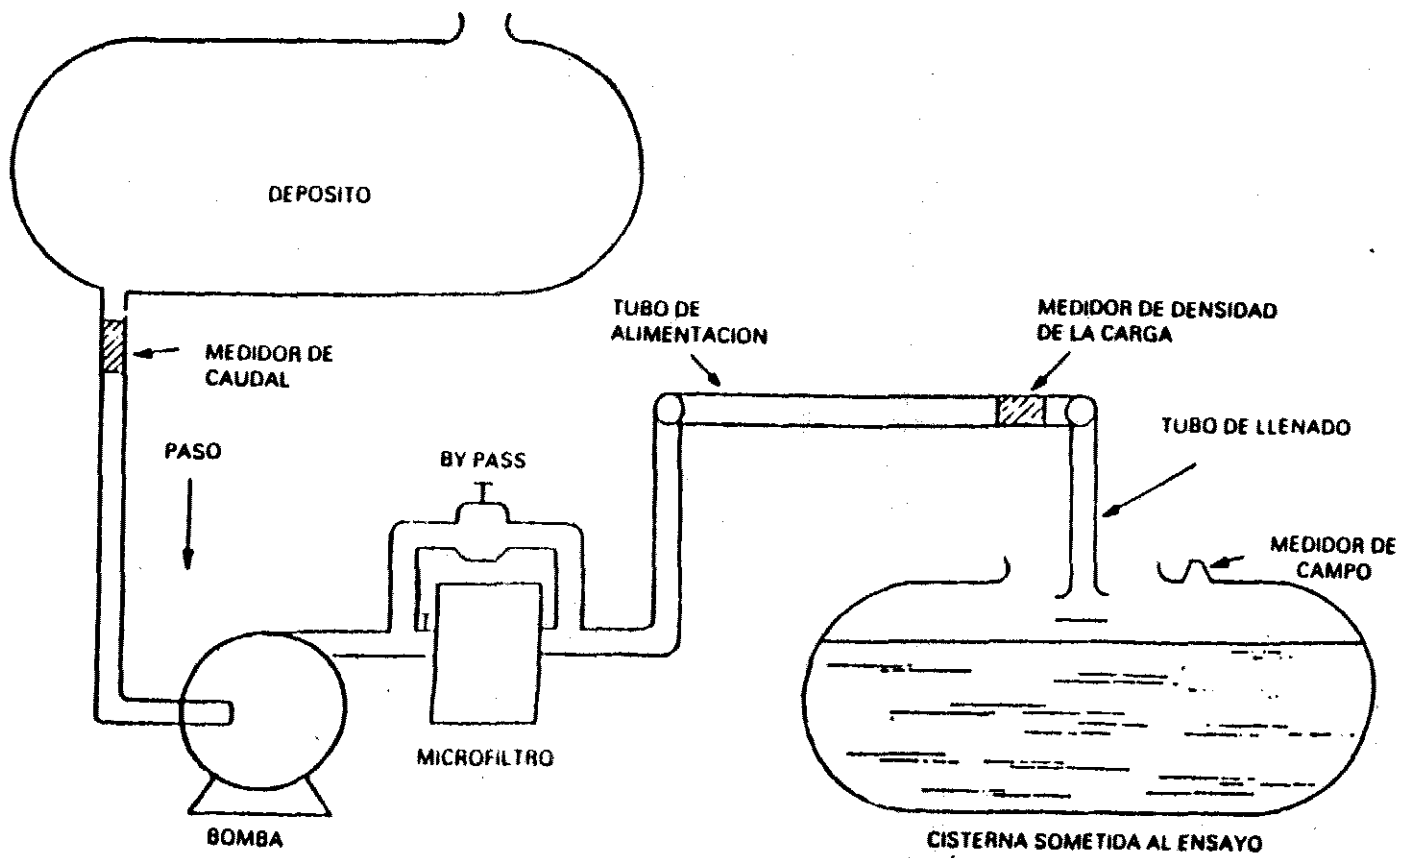 DEPOSITO
TUBO DE
ALIMENTACION
MEDIDOR DE DENSIDAD
DE LA CARGA
MEDIDOR DE
CAUDAL
TUBO DE LLENADO
PASO
BY PASS
MEDIDOR DE
CAMPO
MICROFILTRO
BOMBA
CISTERNA SOMETIDA AL ENSAYO